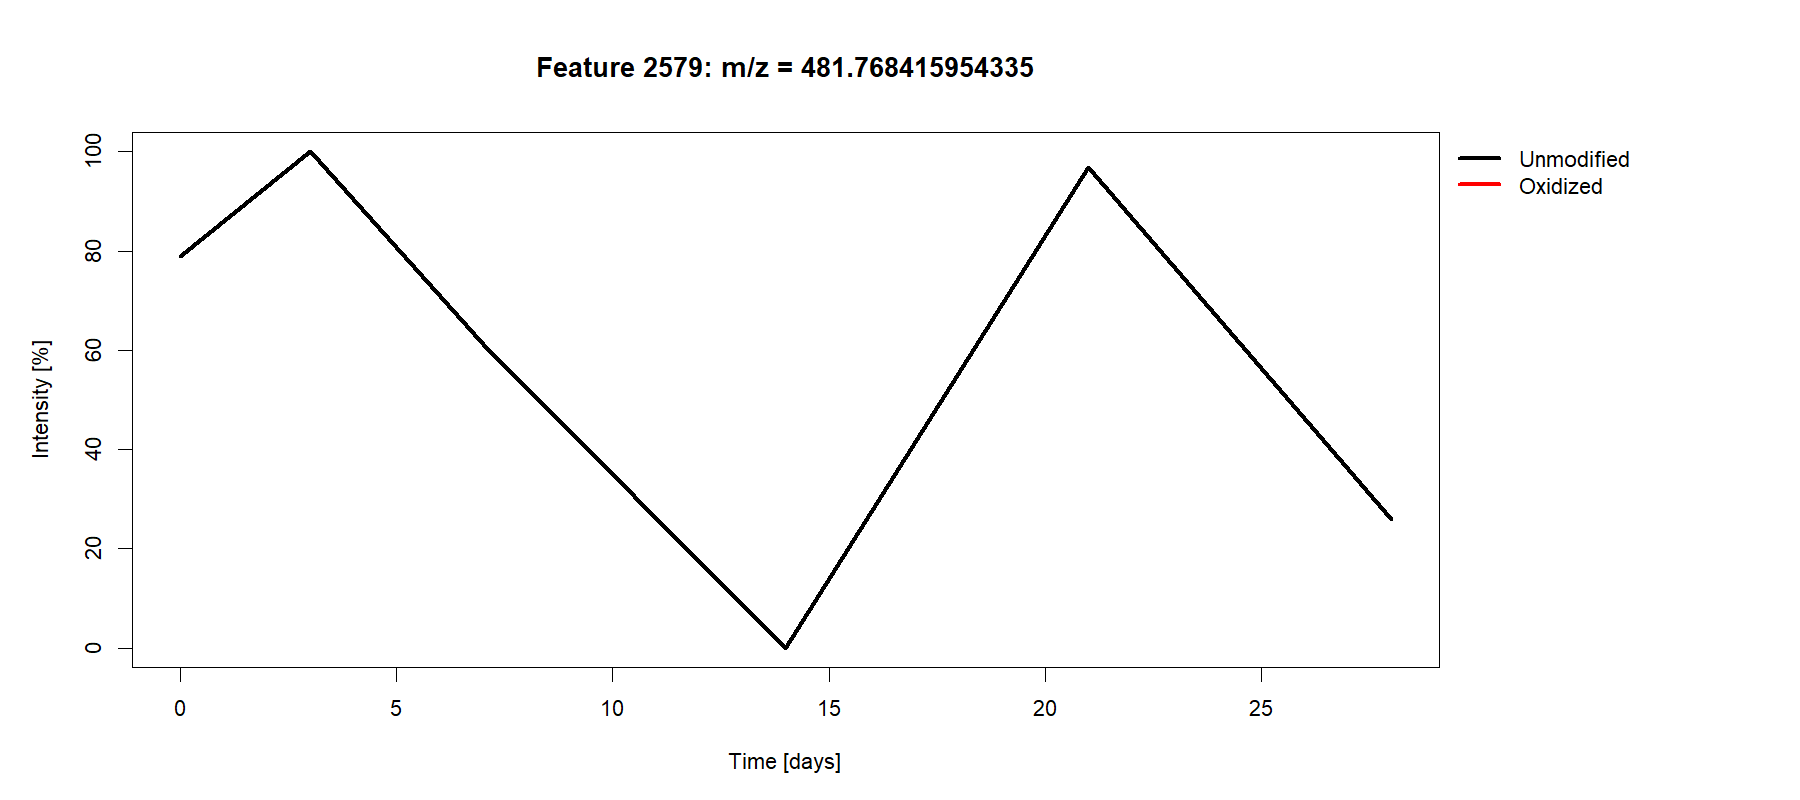 Feature 2579: m/z = 481.768415954335
Unmodified
Oxidized
Intensity [%]
100
80
60
40
20
0
0 5 10 15 20 25
Time [days]